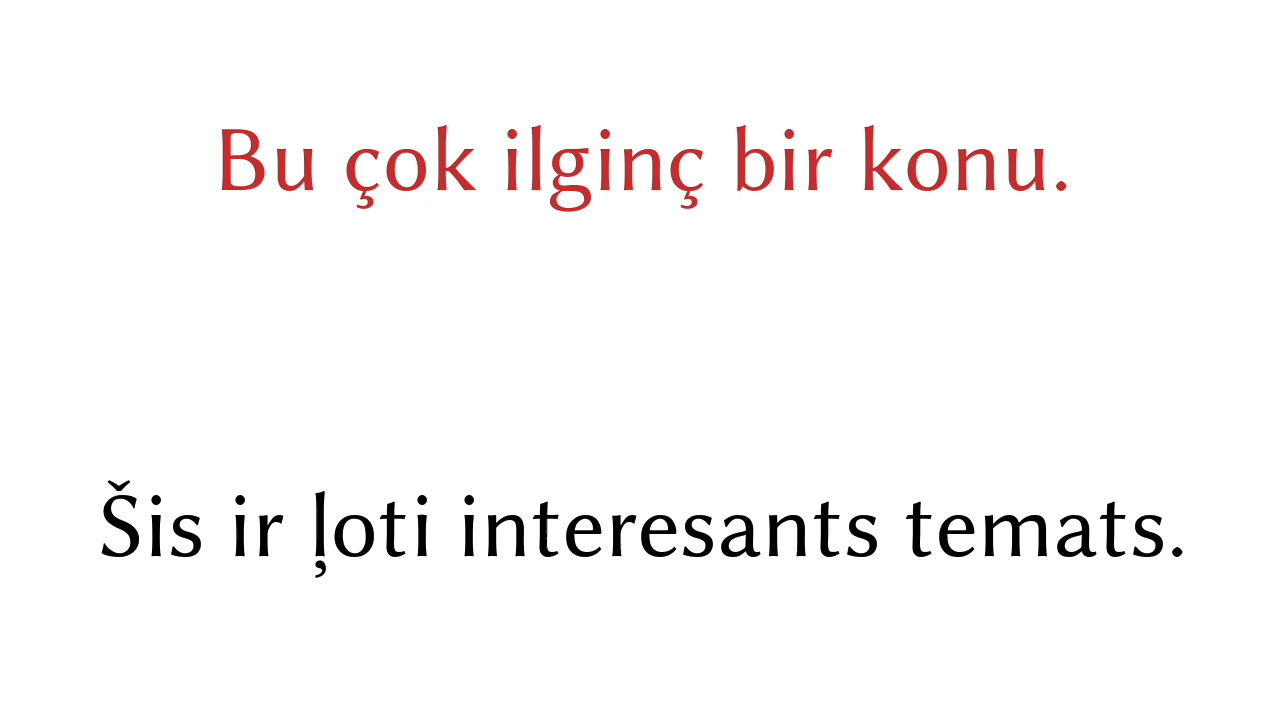 Bu çok ilginç bir konu.
Šis ir ļoti interesants temats.